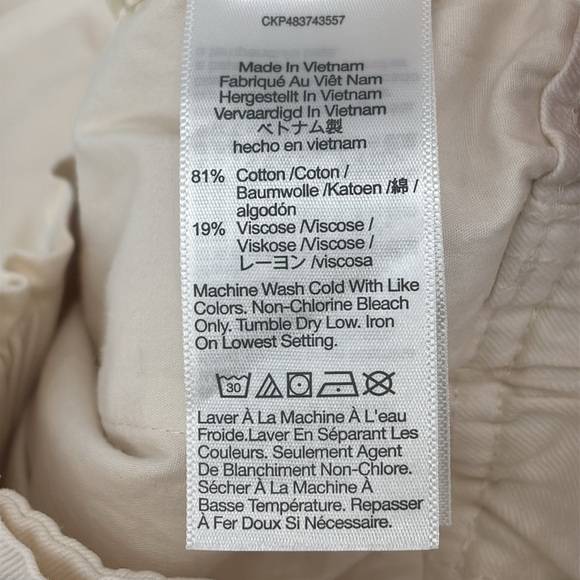 CKP483743557
Made In Vietnam
Fabriqué Au Viêt Nam
Hergestellt In Vietnam
Vervaardigd In Vietnam
ベトナム製
hecho en vietnam
81% Cotton /Coton /
Baumwolle /Katoen /綿 /
algodón
19% Viscose /Viscose /
Viskose /Viscose /
レーヨン /viscosa
Machine Wash Cold With Like
Colors. Non-Chlorine Bleach
Only. Tumble Dry Low. Iron
On Lowest Setting.
30
Laver À La Machine À L'eau
Froide.Laver En Séparant Les
Couleurs. Seulement Agent
De Blanchiment Non-Chlore.
Sécher À La Machine À
Basse Température. Repasser
À Fer Doux Si Nécessaire.